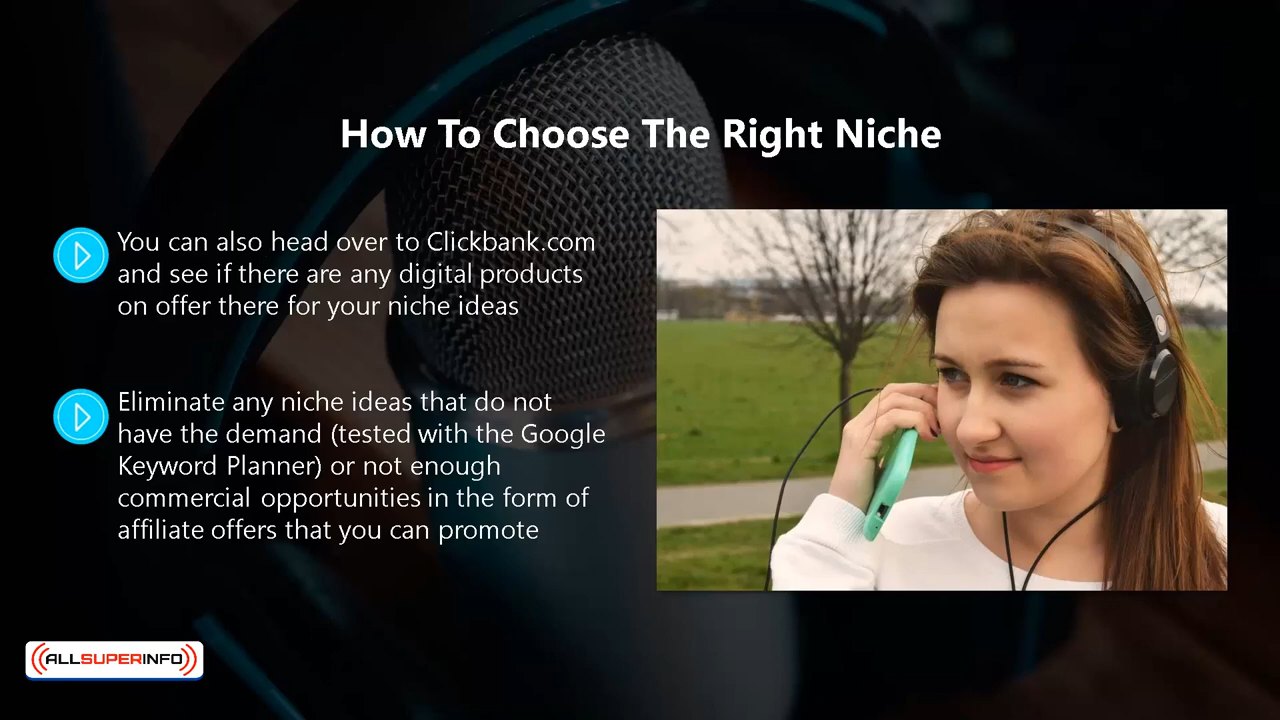 How To Choose The Right Niche
You can also head over to Clickbank.com
and see if there are any digital products
on offer there for your niche ideas
Eliminate any niche ideas that do not
have the demand (tested with the Google
Keyword Planner) or not enough
commercial opportunities in the form of
affiliate offers that you can promote
ALLSUPERINFO